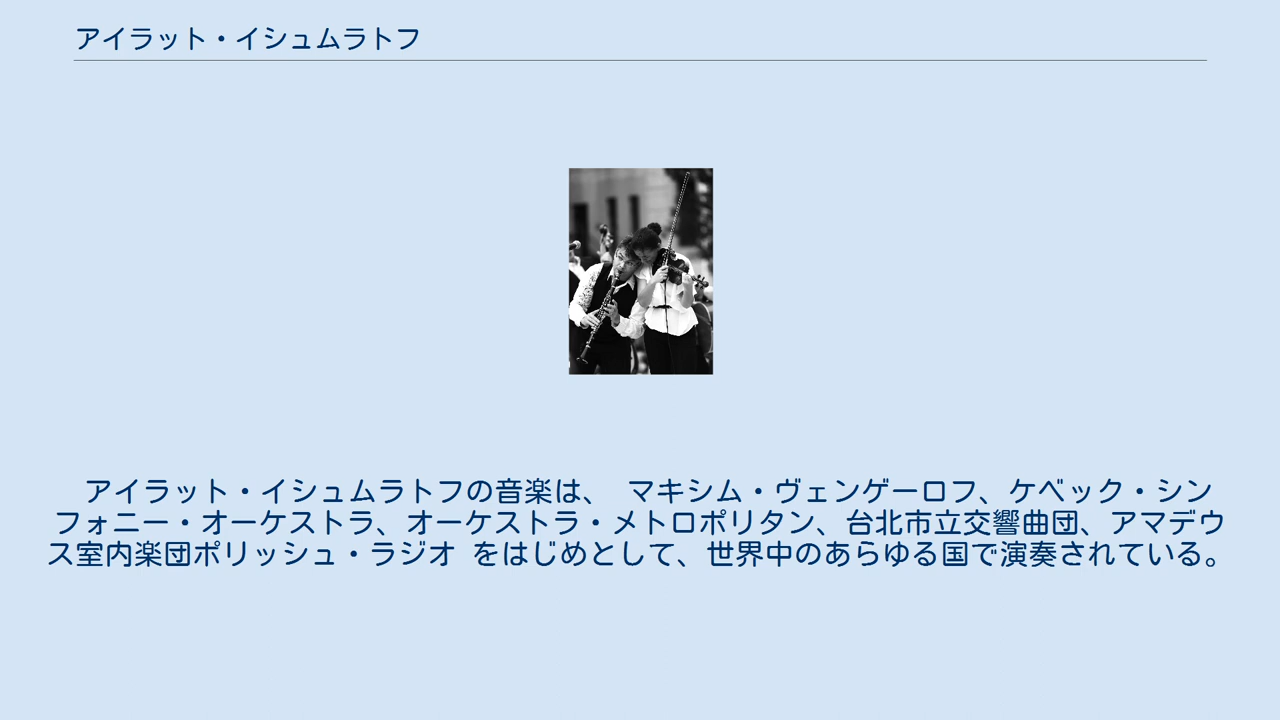 アイラット・イシュムラトフ
アイラット・イシュムラトフの音楽は、 マキシム・ヴェンゲーロフ、ケベック・シン
フォニー・オーケストラ、オーケストラ・メトロポリタン、台北市立交響曲団、アマデウ
ス室内楽団ポリッシュ・ラジオ をはじめとして、世界中のあらゆる国で演奏されている。